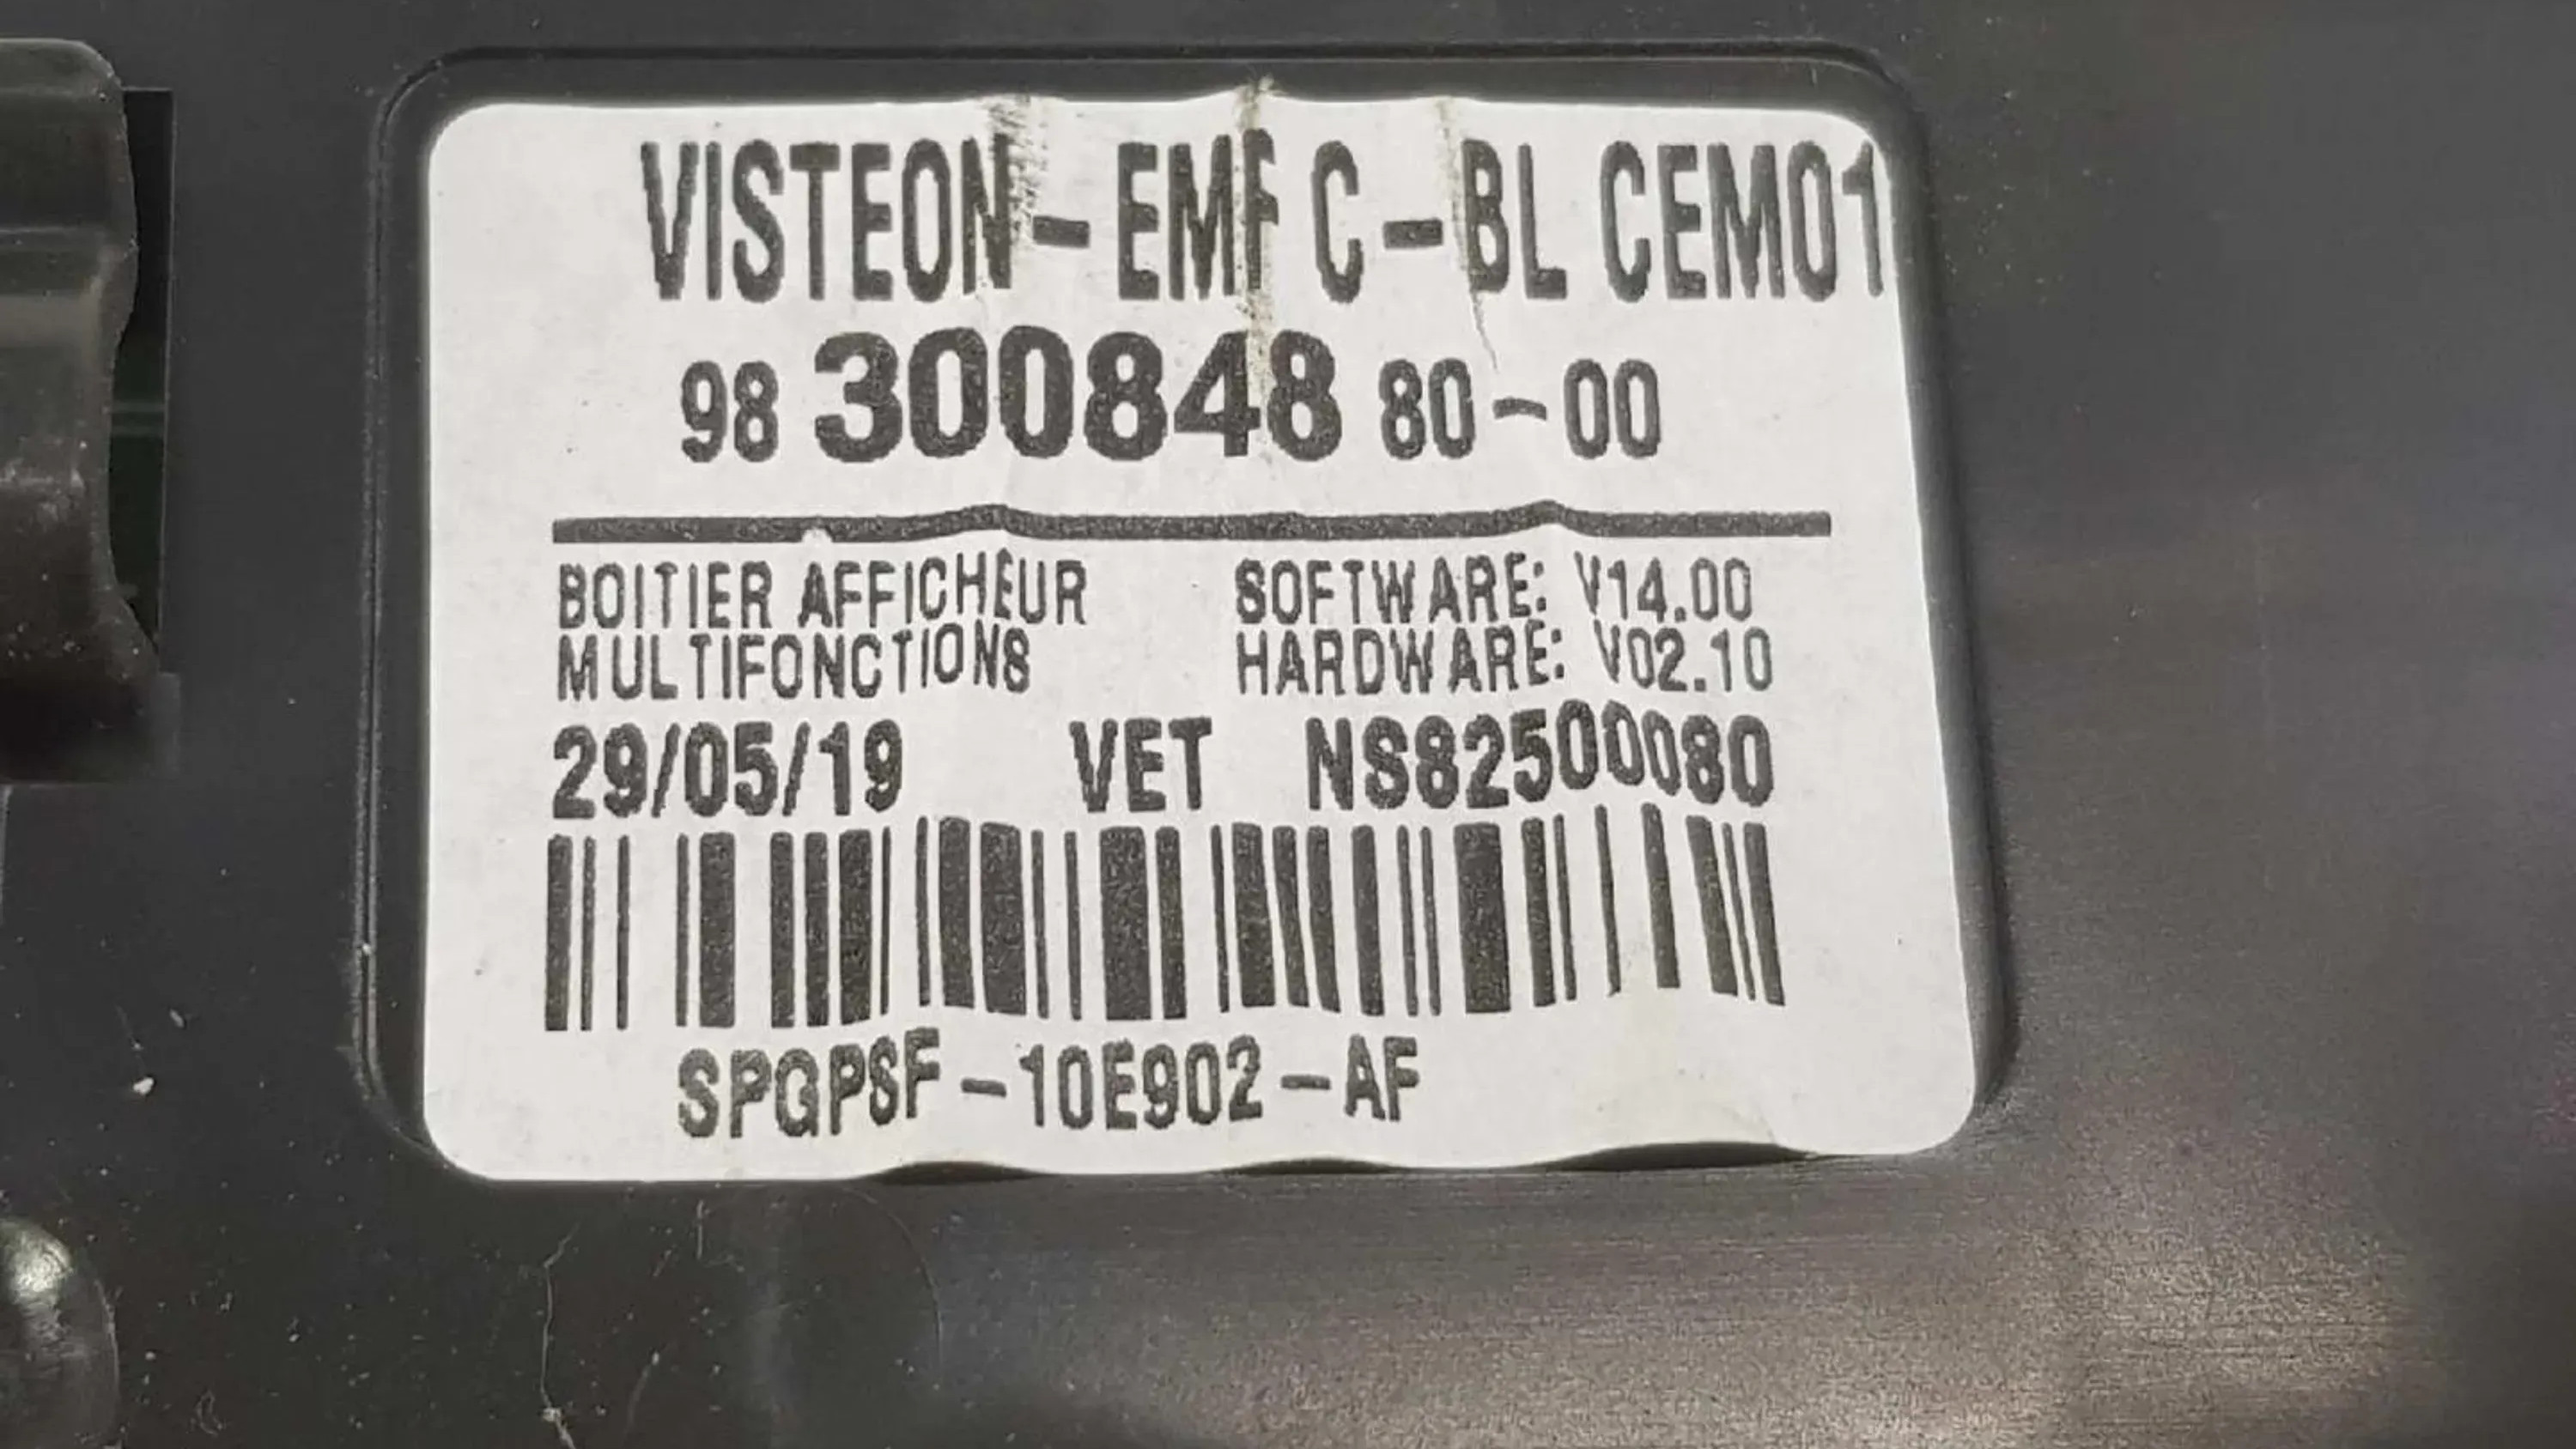 VISTEON-EMF C-BL CEM01
98 300848 80-00
BOITIER AFFICHEUR SOFTWARE: V14.00
MULTIFONCTIONS HARDWARE: V02.10
29/05/19 VET NS82500080
SPGPSF-10E902-AF